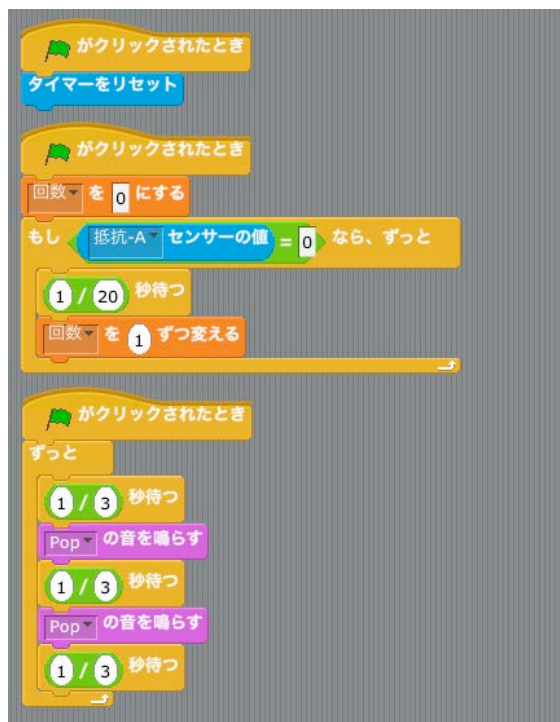 がクリックされたとき
タイマーをリセット
がクリックされたとき
回数 を 0 にする
もし 抵抗-A センサーの値 = 0 なら、ずっと
1 / 20 秒待つ
回数 を 1 ずつ変える
がクリックされたとき
ずっと
1 / 3 秒待つ
Pop の音を鳴らす
1 / 3 秒待つ
Pop の音を鳴らす
1 / 3 秒待つ